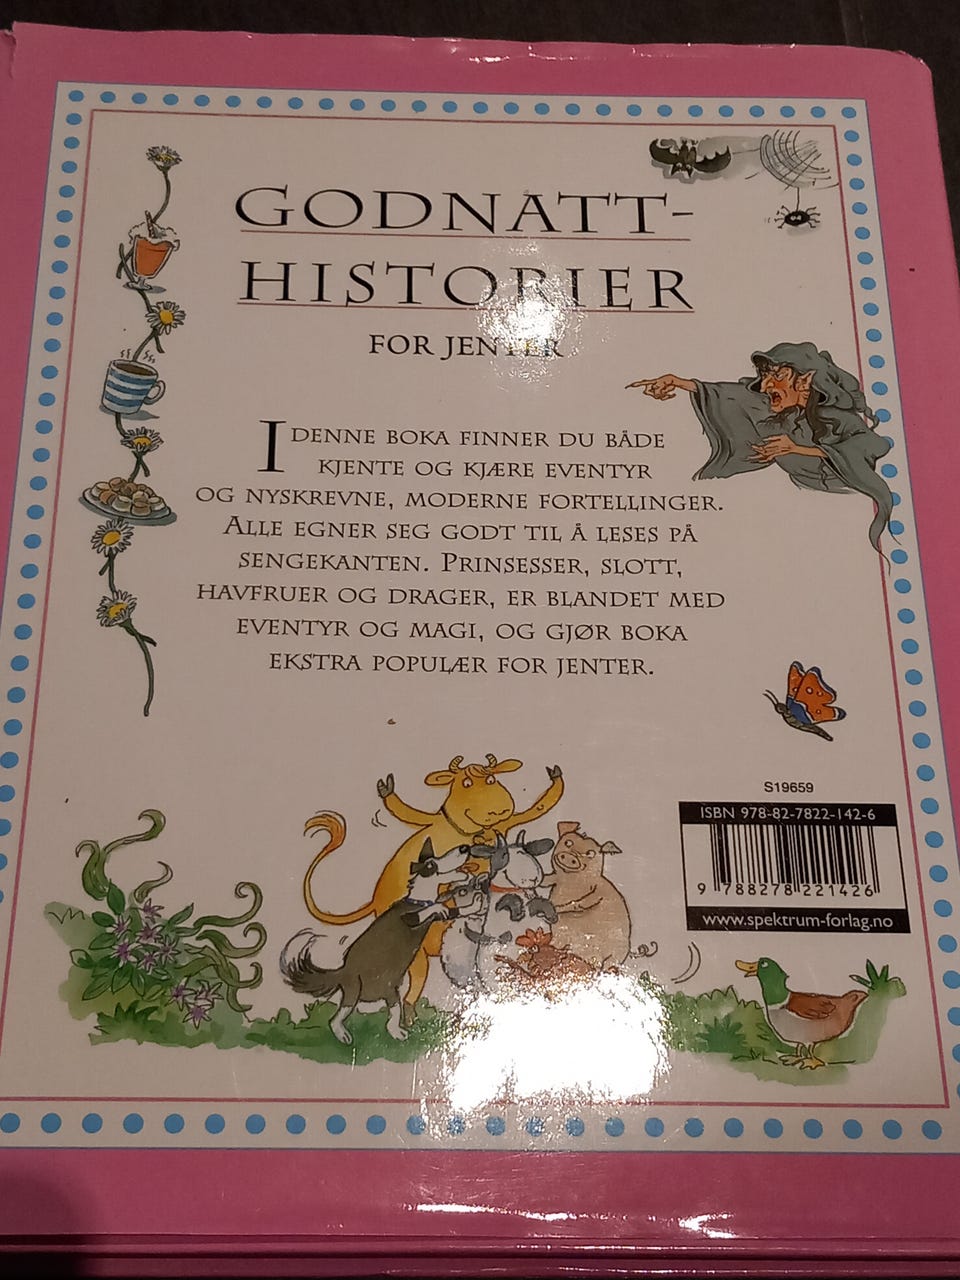 GODNATT-
HISTORIER
FOR JENTER
I DENNE BOKA FINNER DU BÅDE
KJENTE OG KJÆRE EVENTYR
OG NYSKREVNE, MODERNE FORTELLINGER.
ALLE EGNER SEG GODT TIL Å LESES PÅ
SENGEKANTEN. PRINSESSER, SLOTT,
HAVFRUER OG DRAGER, ER BLANDET MED
EVENTYR OG MAGI, OG GJØR BOKA
EKSTRA POPULÆR FOR JENTER.
S19659
ISBN 978-82-7822-142-6
9 788278 221426
www.spektrum-forlag.no